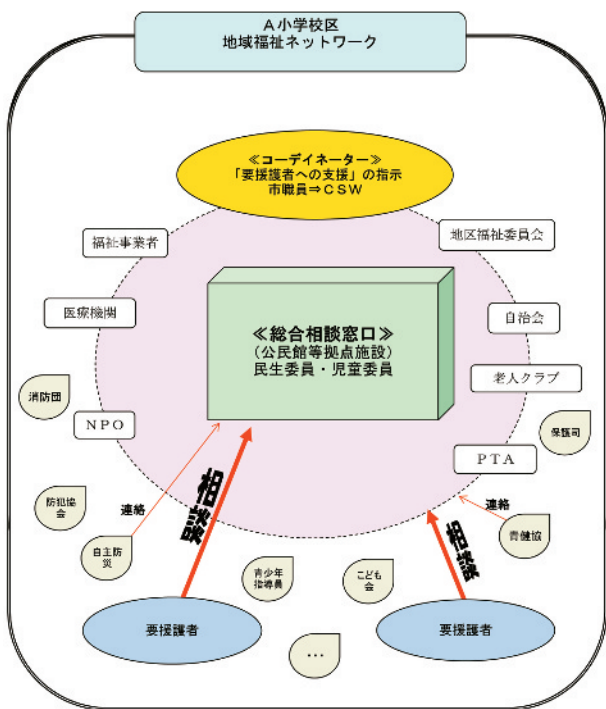 A小学校区
地域福祉ネットワーク
≪コーデイネーター≫
「要援護者への支援」の指示
市職員⇒CSW
福祉事業者
地区福祉委員会
医療機関
自治会
≪総合相談窓口≫
(公民館等拠点施設)
民生委員・児童委員
老人クラブ
消防団
NPO
保護司
PTA
防犯協
会
連絡
相談
連絡
相談
自主防
災
青健協
青少年
指導員
こども
会
要援護者
要援護者
…